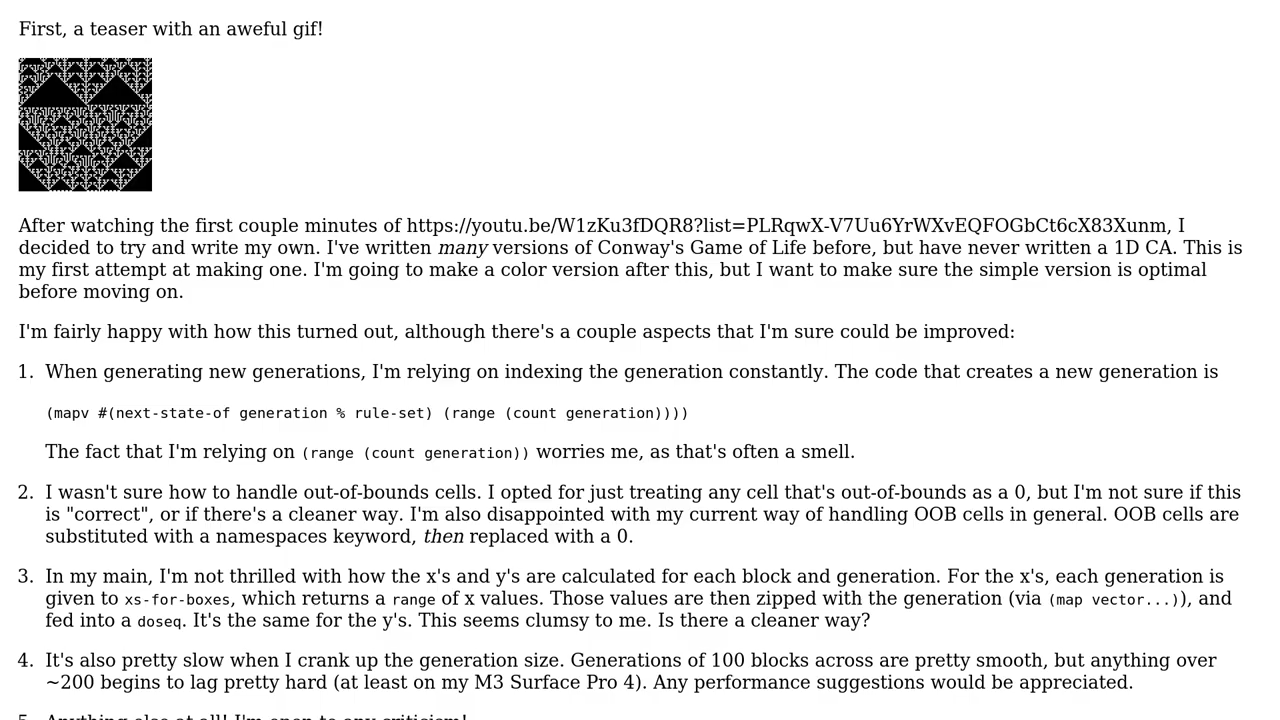 First, a teaser with an aweful gif!
After watching the first couple minutes of https://youtu.be/W1zKu3fDQR8?list=PLRqwX-V7Uu6YrWXvEQFOGbCt6cX83Xunm, I
decided to try and write my own. I've written many versions of Conway's Game of Life before, but have never written a 1D CA. This is
my first attempt at making one. I'm going to make a color version after this, but I want to make sure the simple version is optimal
before moving on.
I'm fairly happy with how this turned out, although there's a couple aspects that I'm sure could be improved:
1. When generating new generations, I'm relying on indexing the generation constantly. The code that creates a new generation is
(mapv #(next-state-of generation % rule-set) (range (count generation))))
The fact that I'm relying on (range (count generation)) worries me, as that's often a smell.
2. I wasn't sure how to handle out-of-bounds cells. I opted for just treating any cell that's out-of-bounds as a 0, but I'm not sure if this
is "correct", or if there's a cleaner way. I'm also disappointed with my current way of handling OOB cells in general. OOB cells are
substituted with a namespaces keyword, then replaced with a 0.
3. In my main, I'm not thrilled with how the x's and y's are calculated for each block and generation. For the x's, each generation is
given to xs-for-boxes, which returns a range of x values. Those values are then zipped with the generation (via (map vector...)), and
fed into a doseq. It's the same for the y's. This seems clumsy to me. Is there a cleaner way?
4. It's also pretty slow when I crank up the generation size. Generations of 100 blocks across are pretty smooth, but anything over
~200 begins to lag pretty hard (at least on my M3 Surface Pro 4). Any performance suggestions would be appreciated.
5. Anything else at all! I'm open to any criticism!